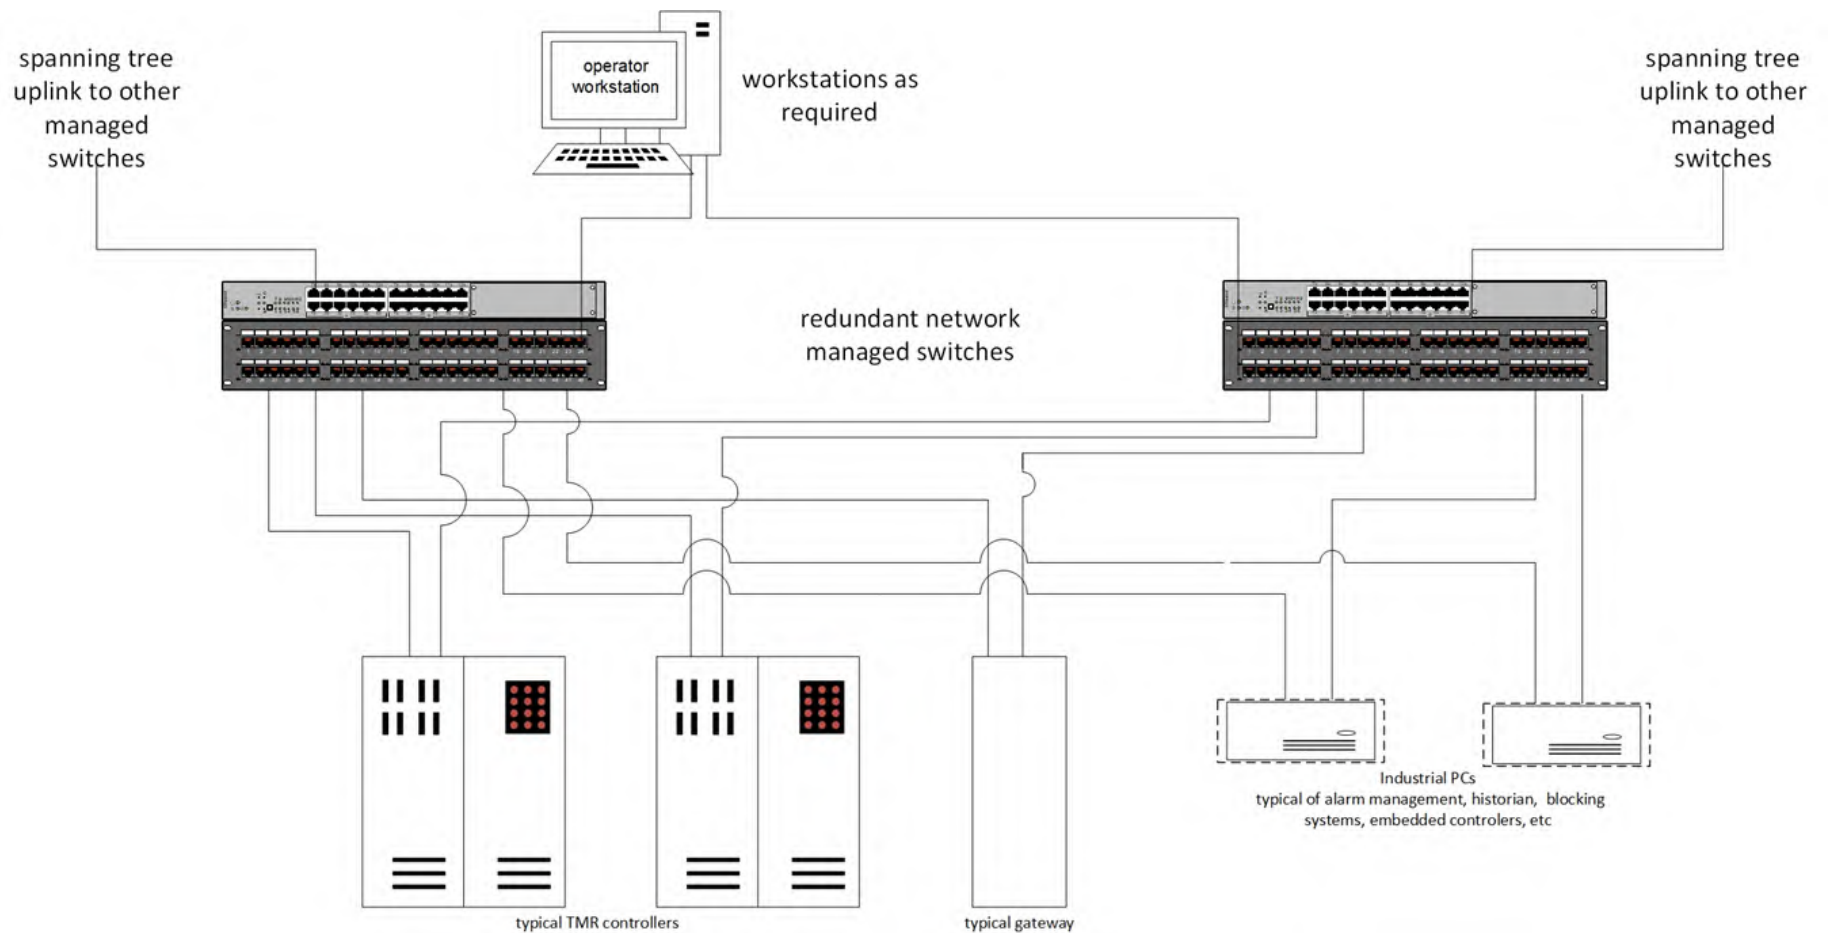 spanning tree
uplink to other
managed
switches
operator
workstation
workstations as
required
spanning tree
uplink to other
managed
switches
redundant network
managed switches
Industrial PCs
typical of alarm management, historian, blocking
systems, embedded controlers, etc
typical TMR controllers
typical gateway